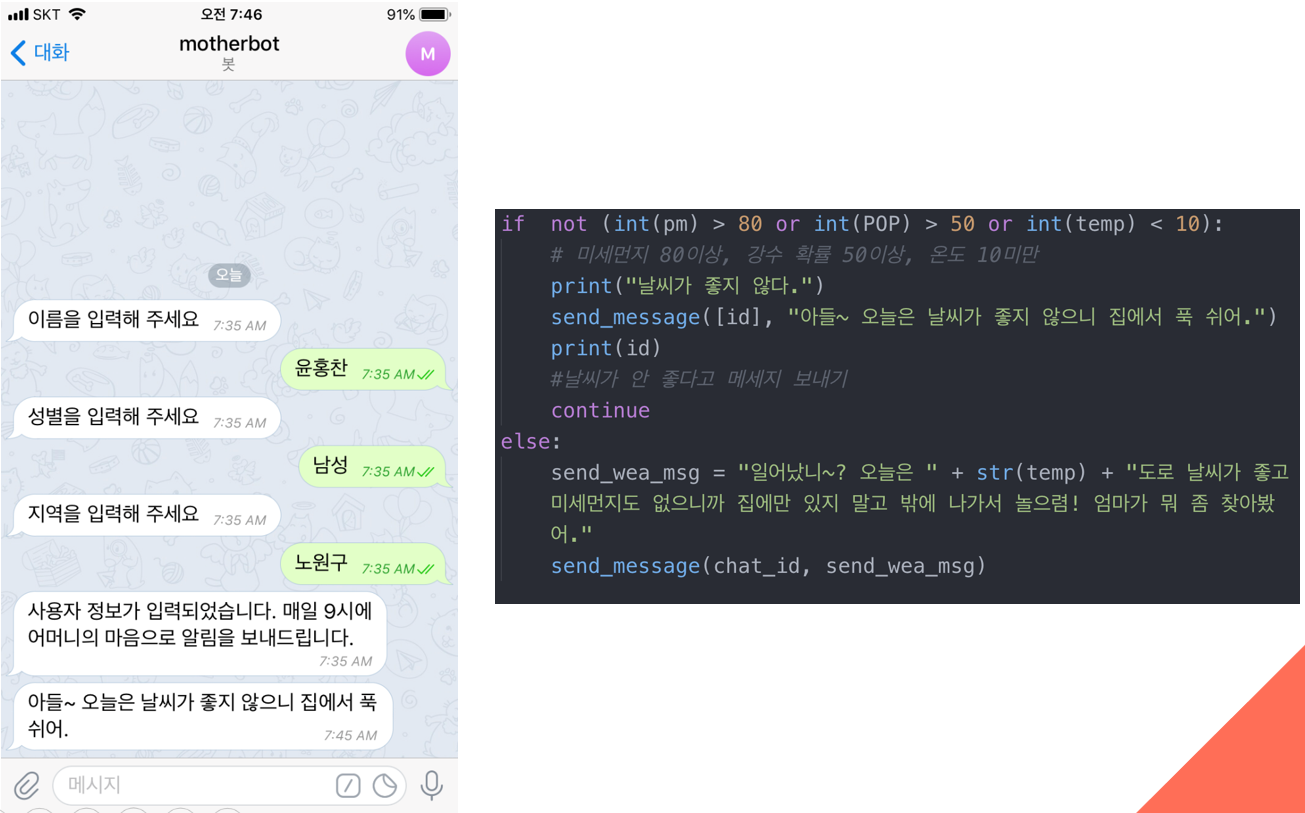 SKT 오전 7:46 91%
대화 motherbot M
봇
오늘
이름을 입력해 주세요 7:35 AM
윤홍찬 7:35 AM
성별을 입력해 주세요 7:35 AM
남성 7:35 AM
지역을 입력해 주세요 7:35 AM
노원구 7:35 AM
사용자 정보가 입력되었습니다. 매일 9시에
어머니의 마음으로 알림을 보내드립니다.
7:35 AM
아들~ 오늘은 날씨가 좋지 않으니 집에서 푹
쉬어. 7:45 AM
메시지
if not (int(pm) > 80 or int(POP) > 50 or int(temp) < 10):
# 미세먼지 80이상, 강수 확률 50이상, 온도 10미만
print("날씨가 좋지 않다.")
send_message([id], "아들~ 오늘은 날씨가 좋지 않으니 집에서 푹 쉬어.")
print(id)
#날씨가 안 좋다고 메세지 보내기
continue
else:
send_wea_msg = "일어났니~? 오늘은 " + str(temp) + "도로 날씨가 좋고
미세먼지도 없으니까 집에만 있지 말고 밖에 나가서 놀으렴! 엄마가 뭐 좀 찾아봤
어."
send_message(chat_id, send_wea_msg)